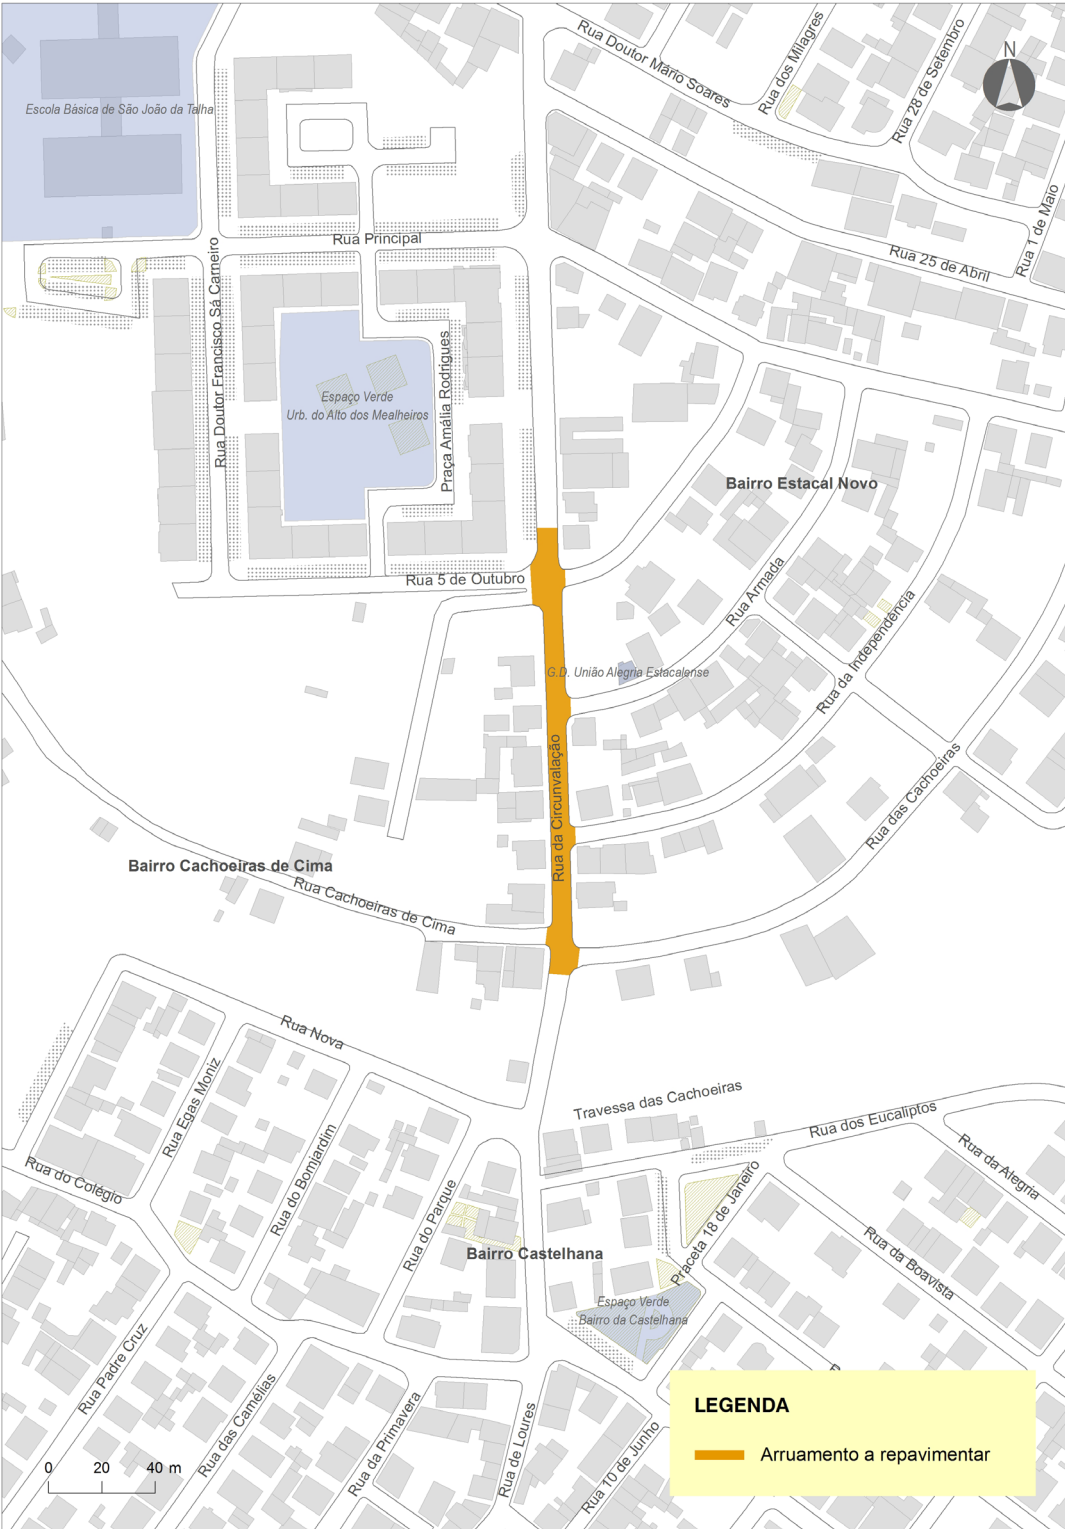 Rua Doutor Mário Soares
Rua dos Milagres
Rua 28 de Setembro
N
Escola Básica de São João da Talha
Rua 1 de Maio
Rua Principal
Rua 25 de Abril
Rua Doutor Francisco Sá Carneiro
Praça Amália Rodrigues
Espaço Verde
Urb. do Alto dos Mealheiros
Bairro Estacal Novo
Rua 5 de Outubro
Rua Armada
Rua da Independência
G.D. União Alegria Estacalense
Rua da Circunvalação
Rua das Cachoeiras
Bairro Cachoeiras de Cima
Rua Cachoeiras de Cima
Rua Nova
Rua Egas Moniz
Travessa das Cachoeiras
Rua dos Eucaliptos
Rua do Bomjardim
Rua do Colégio
Rua da Alegria
Rua do Parque
Praceta 18 de Janeiro
Bairro Castelhana
Rua da Boavista
Espaço Verde
Bairro da Castelhana
Rua Padre Cruz
Rua das Camélias
Rua da Primavera
Rua de Loures
Rua 10 de Junho
LEGENDA
Arruamento a repavimentar
0 20 40 m